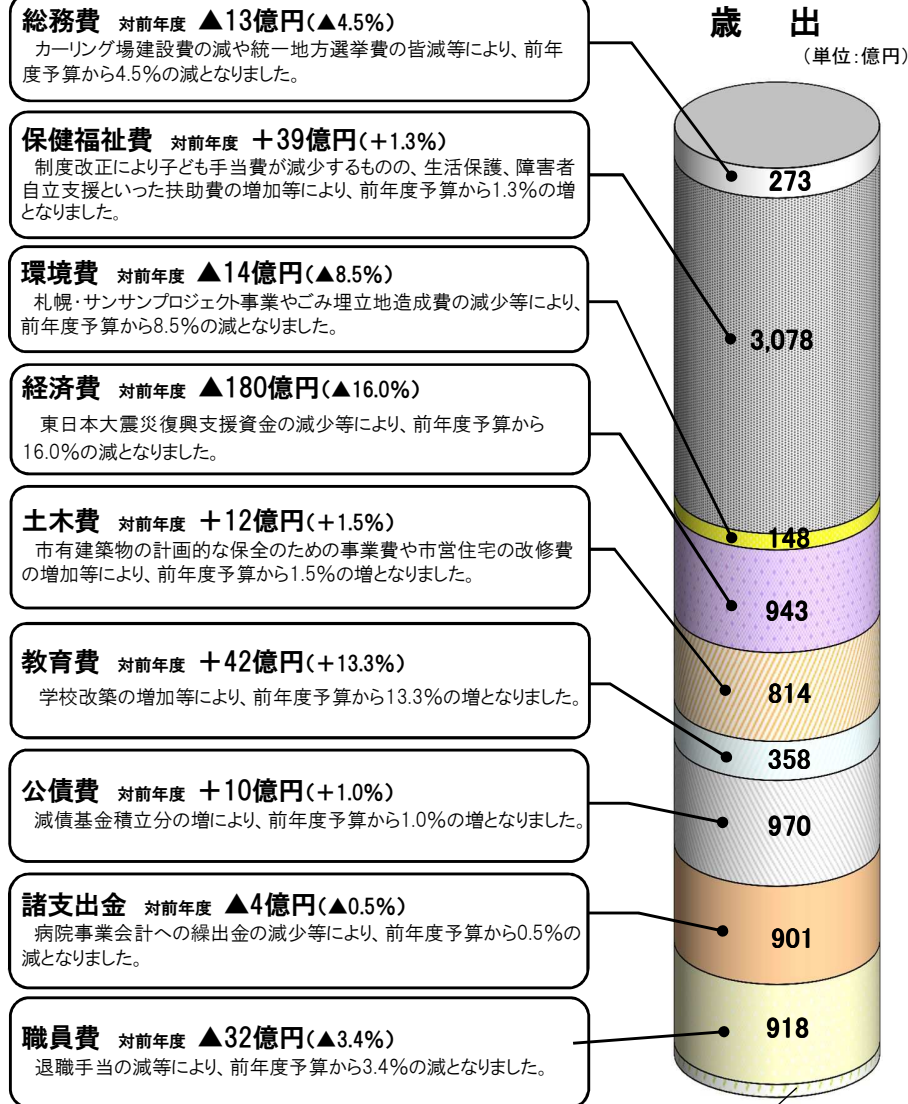 総務費 対前年度 ▲13億円(▲4.5%)
カーリング場建設費の減や統一地方選挙費の皆減等により、前年
度予算から4.5%の減となりました。
保健福祉費 対前年度 +39億円(+1.3%)
制度改正により子ども手当費が減少するものの、生活保護、障害者
自立支援といった扶助費の増加等により、前年度予算から1.3%の増
となりました。
環境費 対前年度 ▲14億円(▲8.5%)
札幌・サンサンプロジェクト事業やごみ埋立地造成費の減少等により、
前年度予算から8.5%の減となりました。
経済費 対前年度 ▲180億円(▲16.0%)
東日本大震災復興支援資金の減少等により、前年度予算から
16.0%の減となりました。
土木費 対前年度 +12億円(+1.5%)
市有建築物の計画的な保全のための事業費や市営住宅の改修費
の増加等により、前年度予算から1.5%の増となりました。
教育費 対前年度 +42億円(+13.3%)
学校改築の増加等により、前年度予算から13.3%の増となりました。
公債費 対前年度 +10億円(+1.0%)
減債基金積立分の増により、前年度予算から1.0%の増となりました。
諸支出金 対前年度 ▲4億円(▲0.5%)
病院事業会計への繰出金の減少等により、前年度予算から0.5%の
減となりました。
職員費 対前年度 ▲32億円(▲3.4%)
退職手当の減等により、前年度予算から3.4%の減となりました。
歳 出
(単位:億円)
273
3,078
148
943
814
358
970
901
918